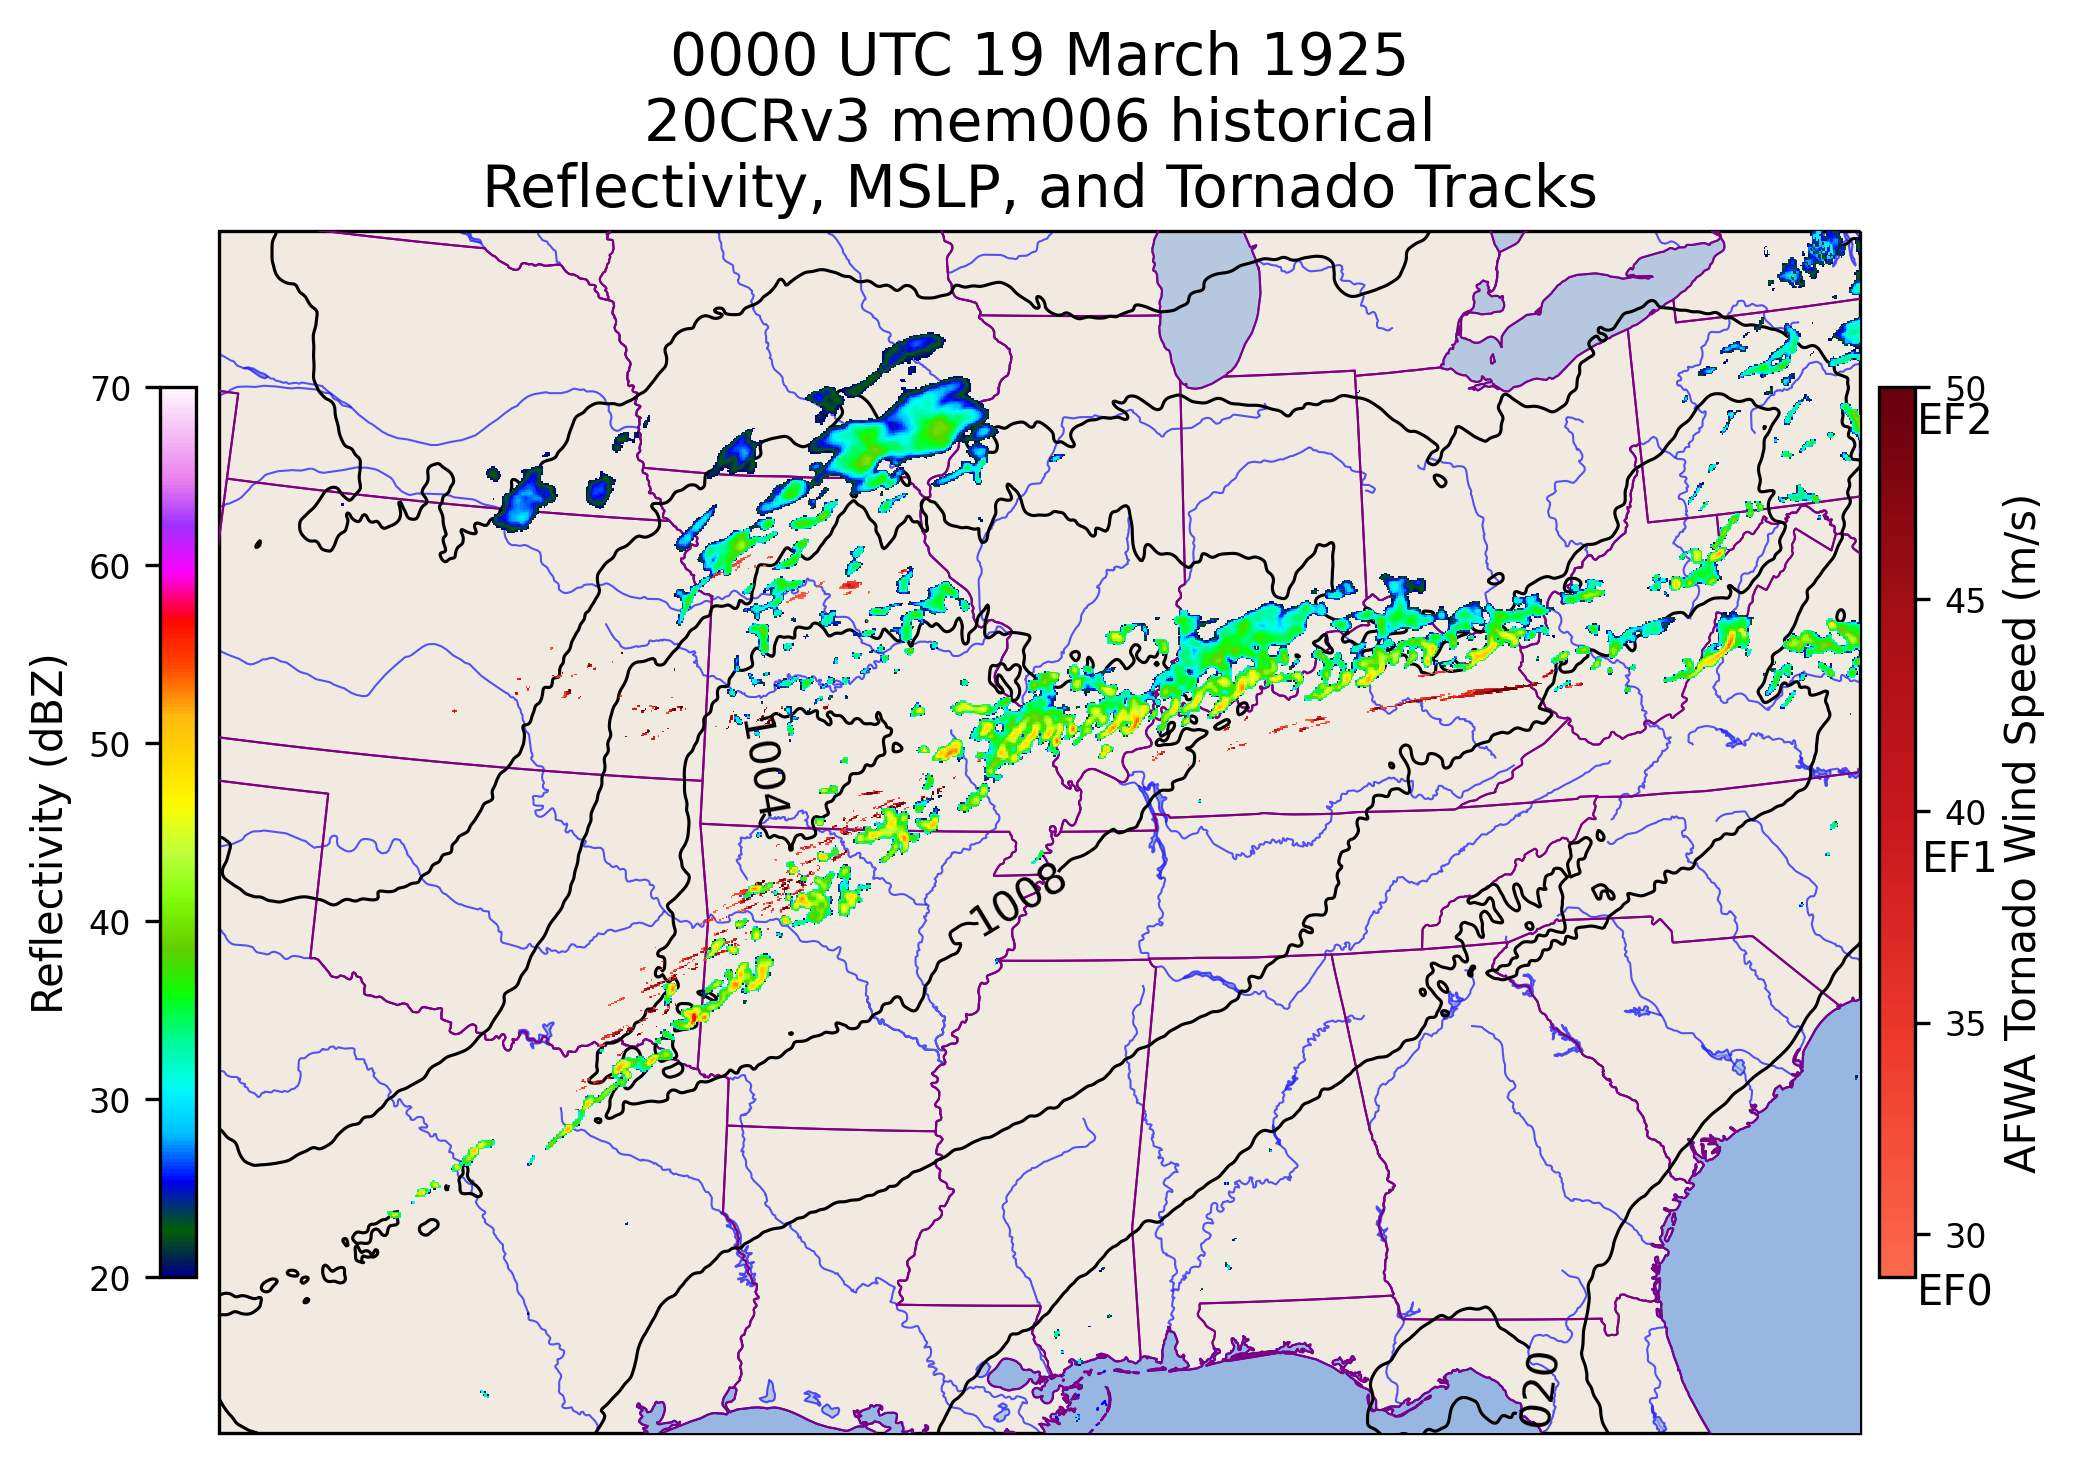 0000 UTC 19 March 1925
20CRv3 mem006 historical
Reflectivity, MSLP, and Tornado Tracks
Reflectivity (dBZ)
70
60
50
40
30
20
1004
1008
020
50
EF2
45
40
EF1
35
30
EF0
AFWA Tornado Wind Speed (m/s)